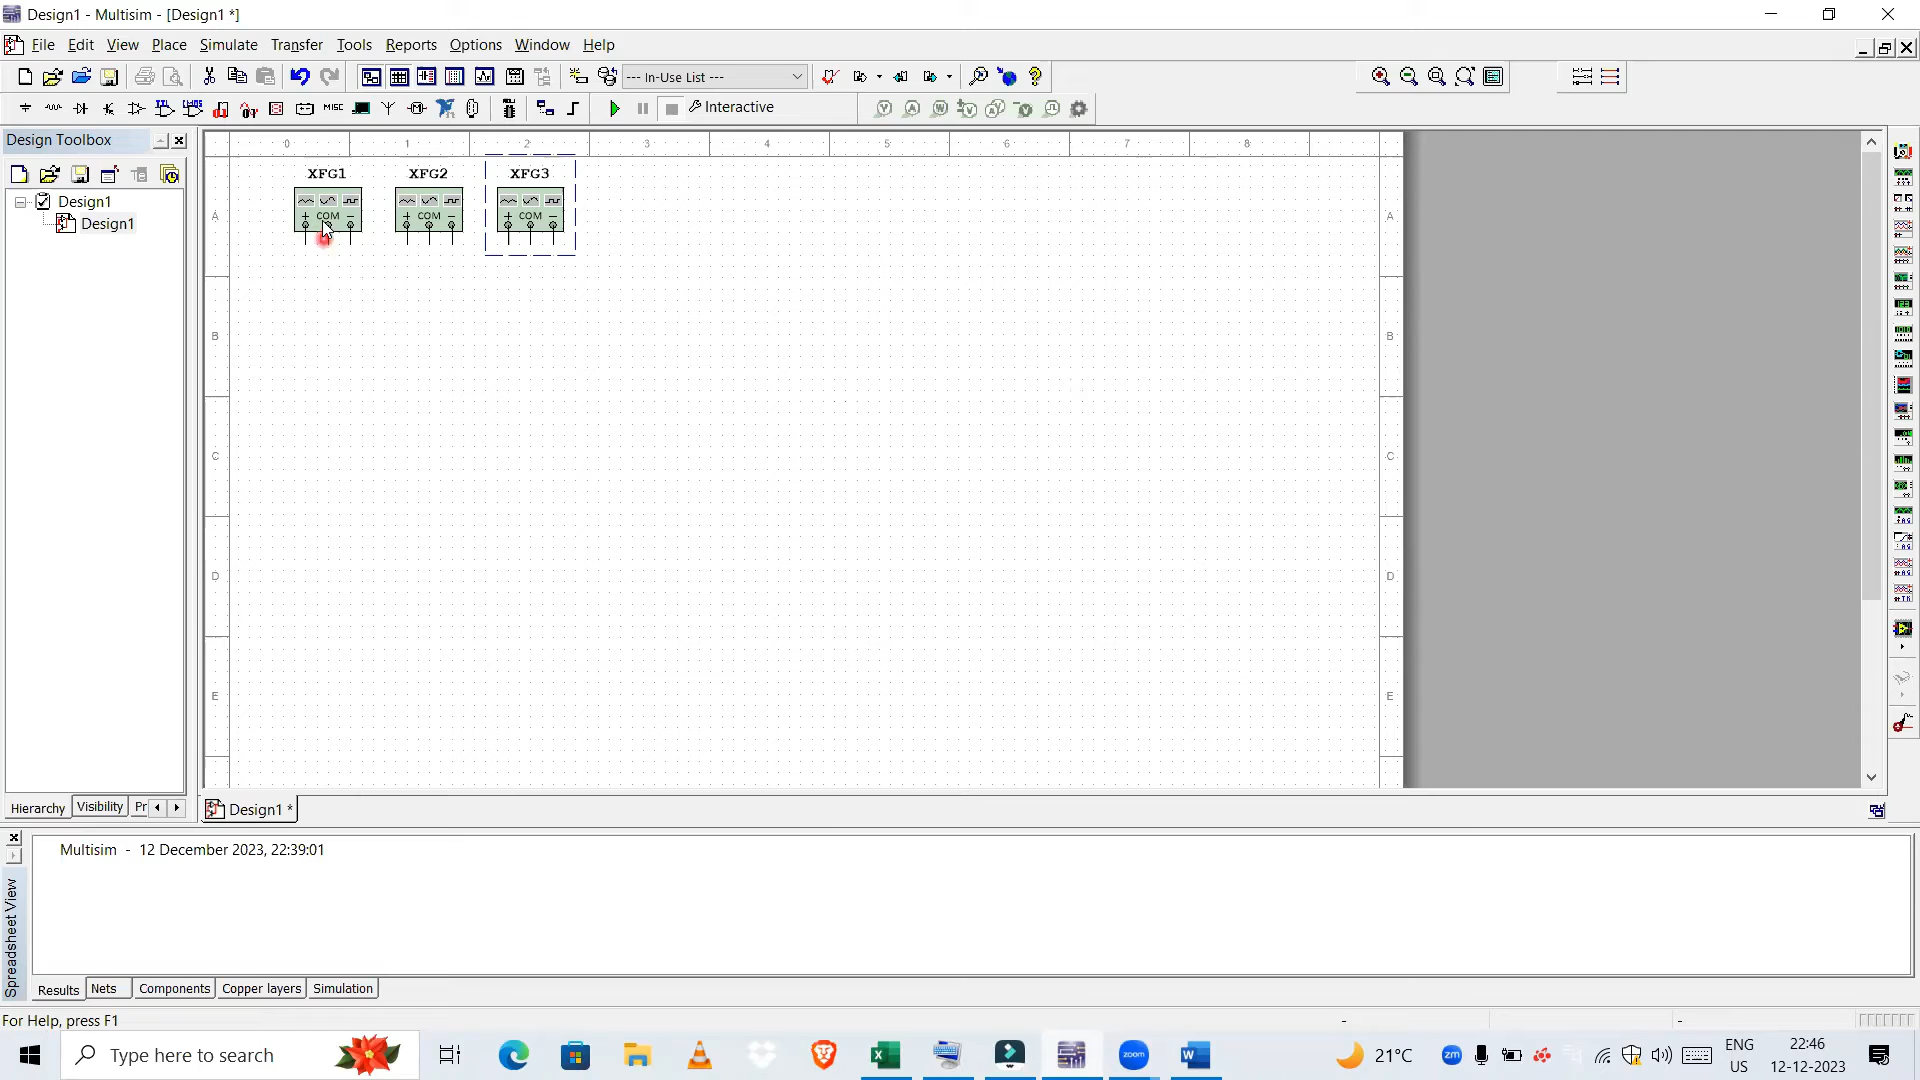 Design1 - Multisim - [Design1 *]
File Edit View Place Simulate Transfer Tools Reports Options Window Help
--- In-Use List ---
MISC
Interactive
Design Toolbox
0 1 2 3 4 5 6 7 8
XFG1 XFG2 XFG3
COM COM COM
Design1
Design1
A A
B B
C C
D D
E E
Hierarchy Visibility Pr
Design1 *
Multisim - 12 December 2023, 22:39:01
Spreadsheet View
Results Nets Components Copper layers Simulation
For Help, press F1 - -
Type here to search
zoom
21°C
zm
ENG
US
22:46
12-12-2023